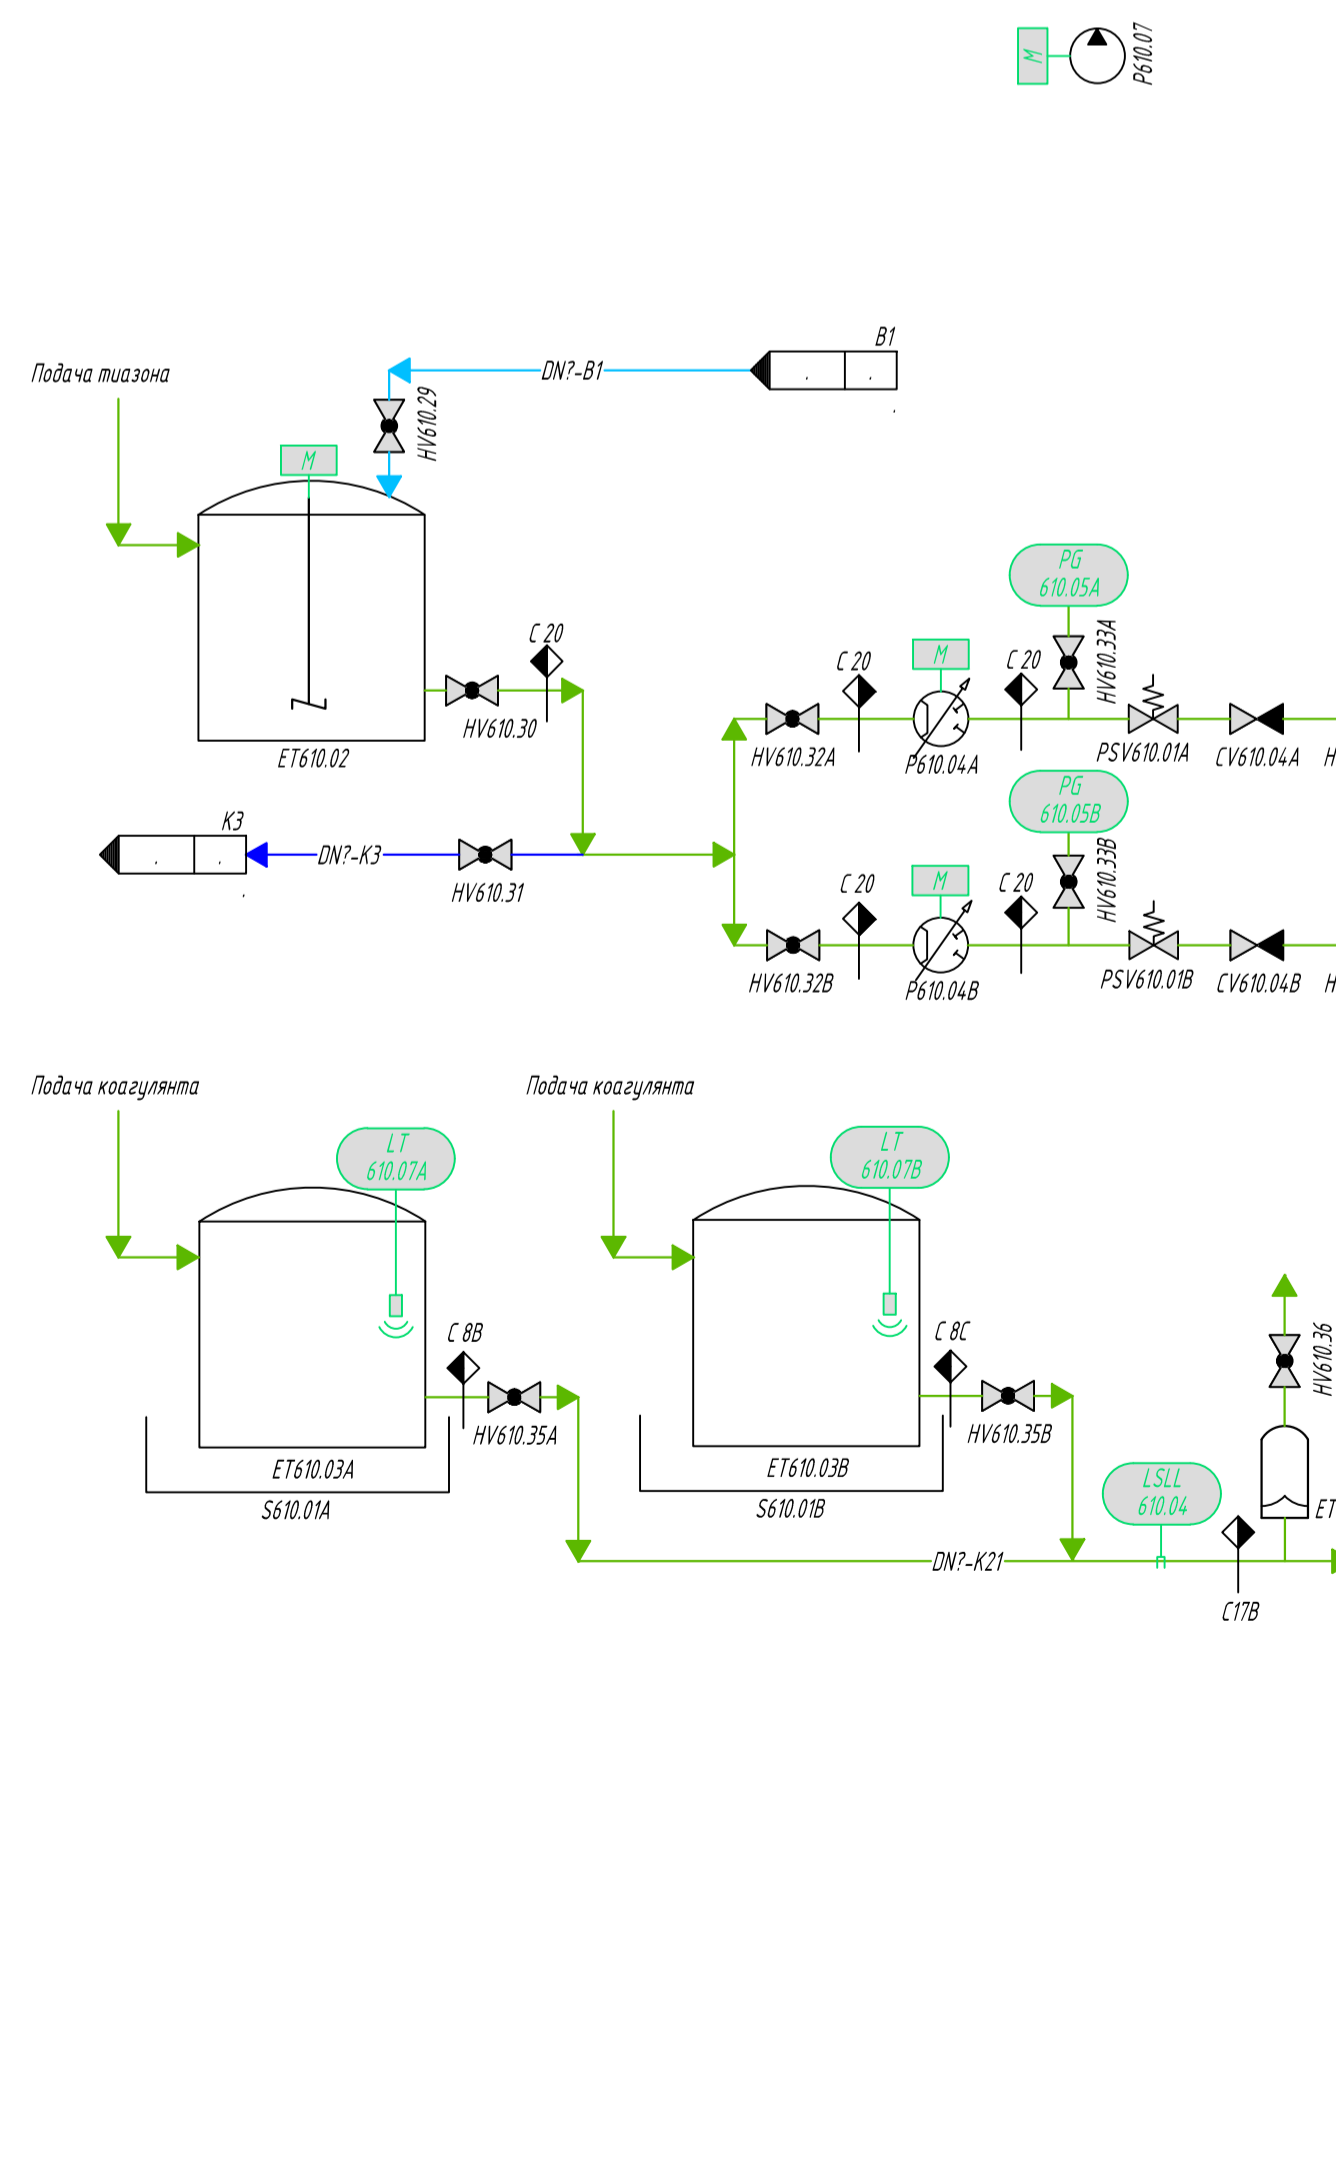 M
P610.07
B1
Подача тиазона
DN?-B1
HV610.29
M
PG
610.05A
C 20
HV610.33A
C 20
M
C 20
HV610.30
HV610.32A
P610.04A
PSV610.01A
CV610.04A
H
ET610.02
PG
610.05B
K3
DN?-K3
HV610.31
HV610.33B
C 20
M
C 20
HV610.32B
P610.04B
PSV610.01B
CV610.04B
H
Подача коагулянта
Подача коагулянта
LT
610.07A
LT
610.07B
C 8B
C 8C
HV610.36
HV610.35A
HV610.35B
ET610.03A
ET610.03B
LSLL
610.04
S610.01A
S610.01B
ET
DN?-K21
C17B